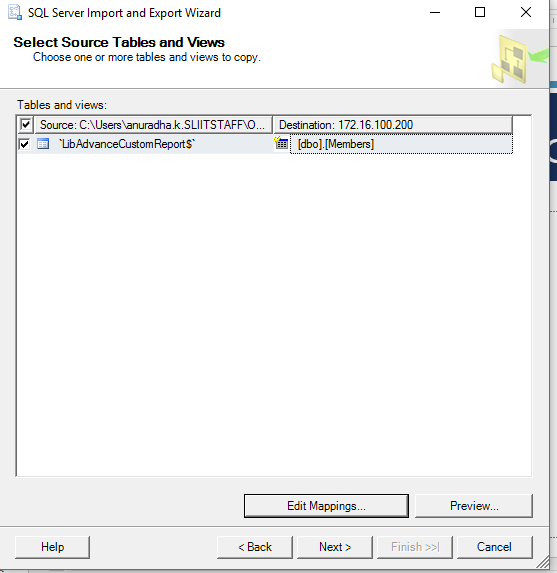 SQL Server Import and Export Wizard
Select Source Tables and Views
Choose one or more tables and views to copy.
Tables and views:
Source: C:\Users\anuradha.k.SLIITSTAFF\O... Destination: 172.16.100.200
`LibAdvanceCustomReport$` [dbo].[Members]
Edit Mappings... Preview...
Help < Back Next > Finish >>| Cancel